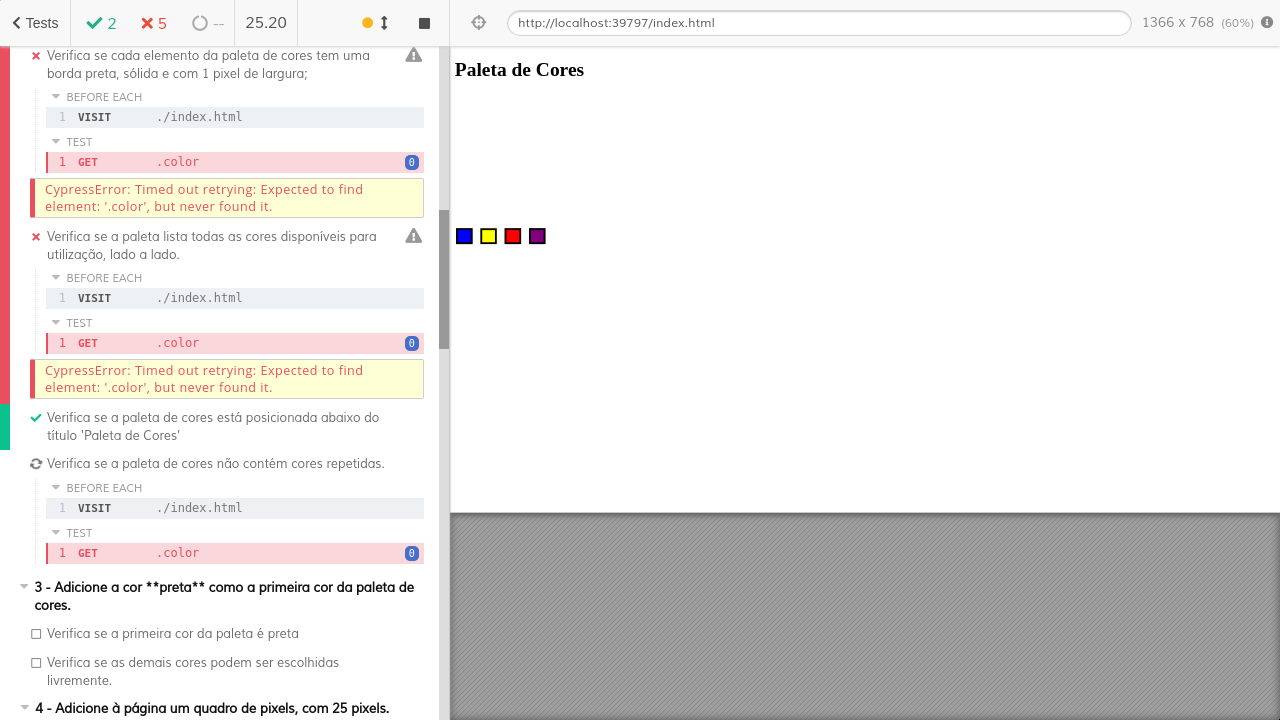 Tests
2
5
--
25.20
http://localhost:39797/index.html
1366 x 768 (60%)
Verifica se cada elemento da paleta de cores tem uma
borda preta, sólida e com 1 pixel de largura;
BEFORE EACH
1 VISIT ./index.html
TEST
1 GET .color 0
CypressError: Timed out retrying: Expected to find
element: '.color', but never found it.
Verifica se a paleta lista todas as cores disponíveis para
utilização, lado a lado.
BEFORE EACH
1 VISIT ./index.html
TEST
1 GET .color 0
CypressError: Timed out retrying: Expected to find
element: '.color', but never found it.
Verifica se a paleta de cores está posicionada abaixo do
título 'Paleta de Cores'
Verifica se a paleta de cores não contém cores repetidas.
BEFORE EACH
1 VISIT ./index.html
TEST
1 GET .color 0
3 - Adicione a cor **preta** como a primeira cor da paleta de
cores.
Verifica se a primeira cor da paleta é preta
Verifica se as demais cores podem ser escolhidas
livremente.
4 - Adicione à página um quadro de pixels, com 25 pixels.
Paleta de Cores